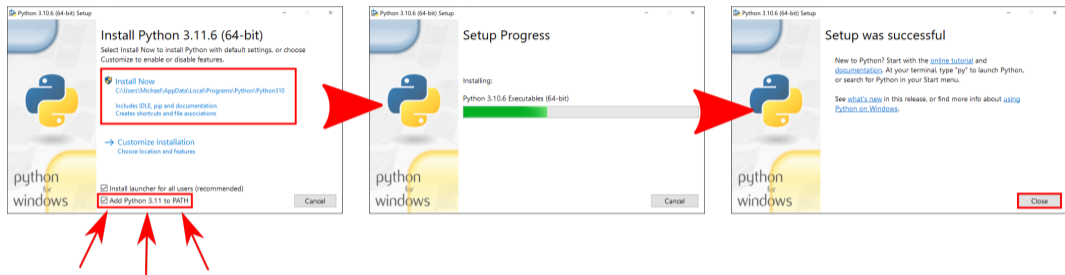 Python 3.10.6 (64-bit) Setup
Install Python 3.11.6 (64-bit)
Select Install Now to install Python with default settings, or choose
Customize to enable or disable features.
Install Now
C:\Users\Michael\AppData\Local\Programs\Python\Python310
Includes IDLE, pip and documentation
Creates shortcuts and file associations
Customize installation
Choose location and features
Install launcher for all users (recommended)
Add Python 3.11 to PATH
Cancel
python
for
windows
Python 3.10.6 (64-bit) Setup
Setup Progress
Installing:
Python 3.10.6 Executables (64-bit)
Cancel
python
for
windows
Python 3.10.6 (64-bit) Setup
Setup was successful
New to Python? Start with the online tutorial and
documentation. At your terminal, type "py" to launch Python,
or search for Python in your Start menu.
See what's new in this release, or find more info about using
Python on Windows.
Close
python
for
windows